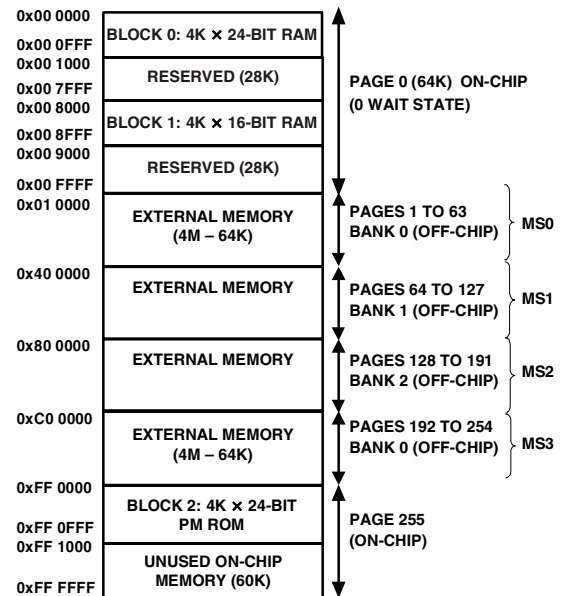 0x00 0000
BLOCK 0: 4K × 24-BIT RAM
0x00 0FFF
0x00 1000
RESERVED (28K)
0x00 7FFF
0x00 8000
BLOCK 1: 4K × 16-BIT RAM
0x00 8FFF
0x00 9000
RESERVED (28K)
0x00 FFFF
PAGE 0 (64K) ON-CHIP
(0 WAIT STATE)
0x01 0000
EXTERNAL MEMORY
(4M – 64K)
PAGES 1 TO 63
BANK 0 (OFF-CHIP)
MS0
0x40 0000
EXTERNAL MEMORY
PAGES 64 TO 127
BANK 1 (OFF-CHIP)
MS1
0x80 0000
EXTERNAL MEMORY
PAGES 128 TO 191
BANK 2 (OFF-CHIP)
MS2
0xC0 0000
EXTERNAL MEMORY
(4M – 64K)
PAGES 192 TO 254
BANK 0 (OFF-CHIP)
MS3
0xFF 0000
BLOCK 2: 4K × 24-BIT
PM ROM
0xFF 0FFF
0xFF 1000
UNUSED ON-CHIP
MEMORY (60K)
0xFF FFFF
PAGE 255
(ON-CHIP)